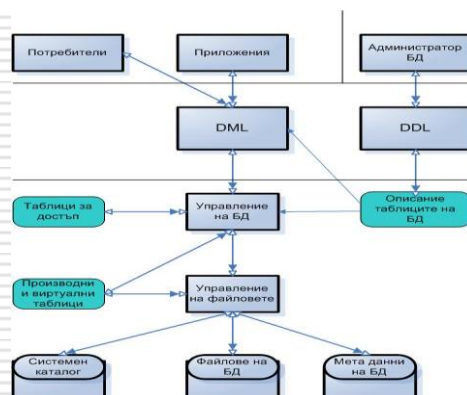 Потребители
Приложения
Администратор
БД
DML
DDL
Таблици за
достъп
Управление
на БД
Описание
таблиците на
БД
Производни
и виртуални
таблици
Управление
на файловете
Системен
каталог
Файлове на
БД
Мета данни
на БД